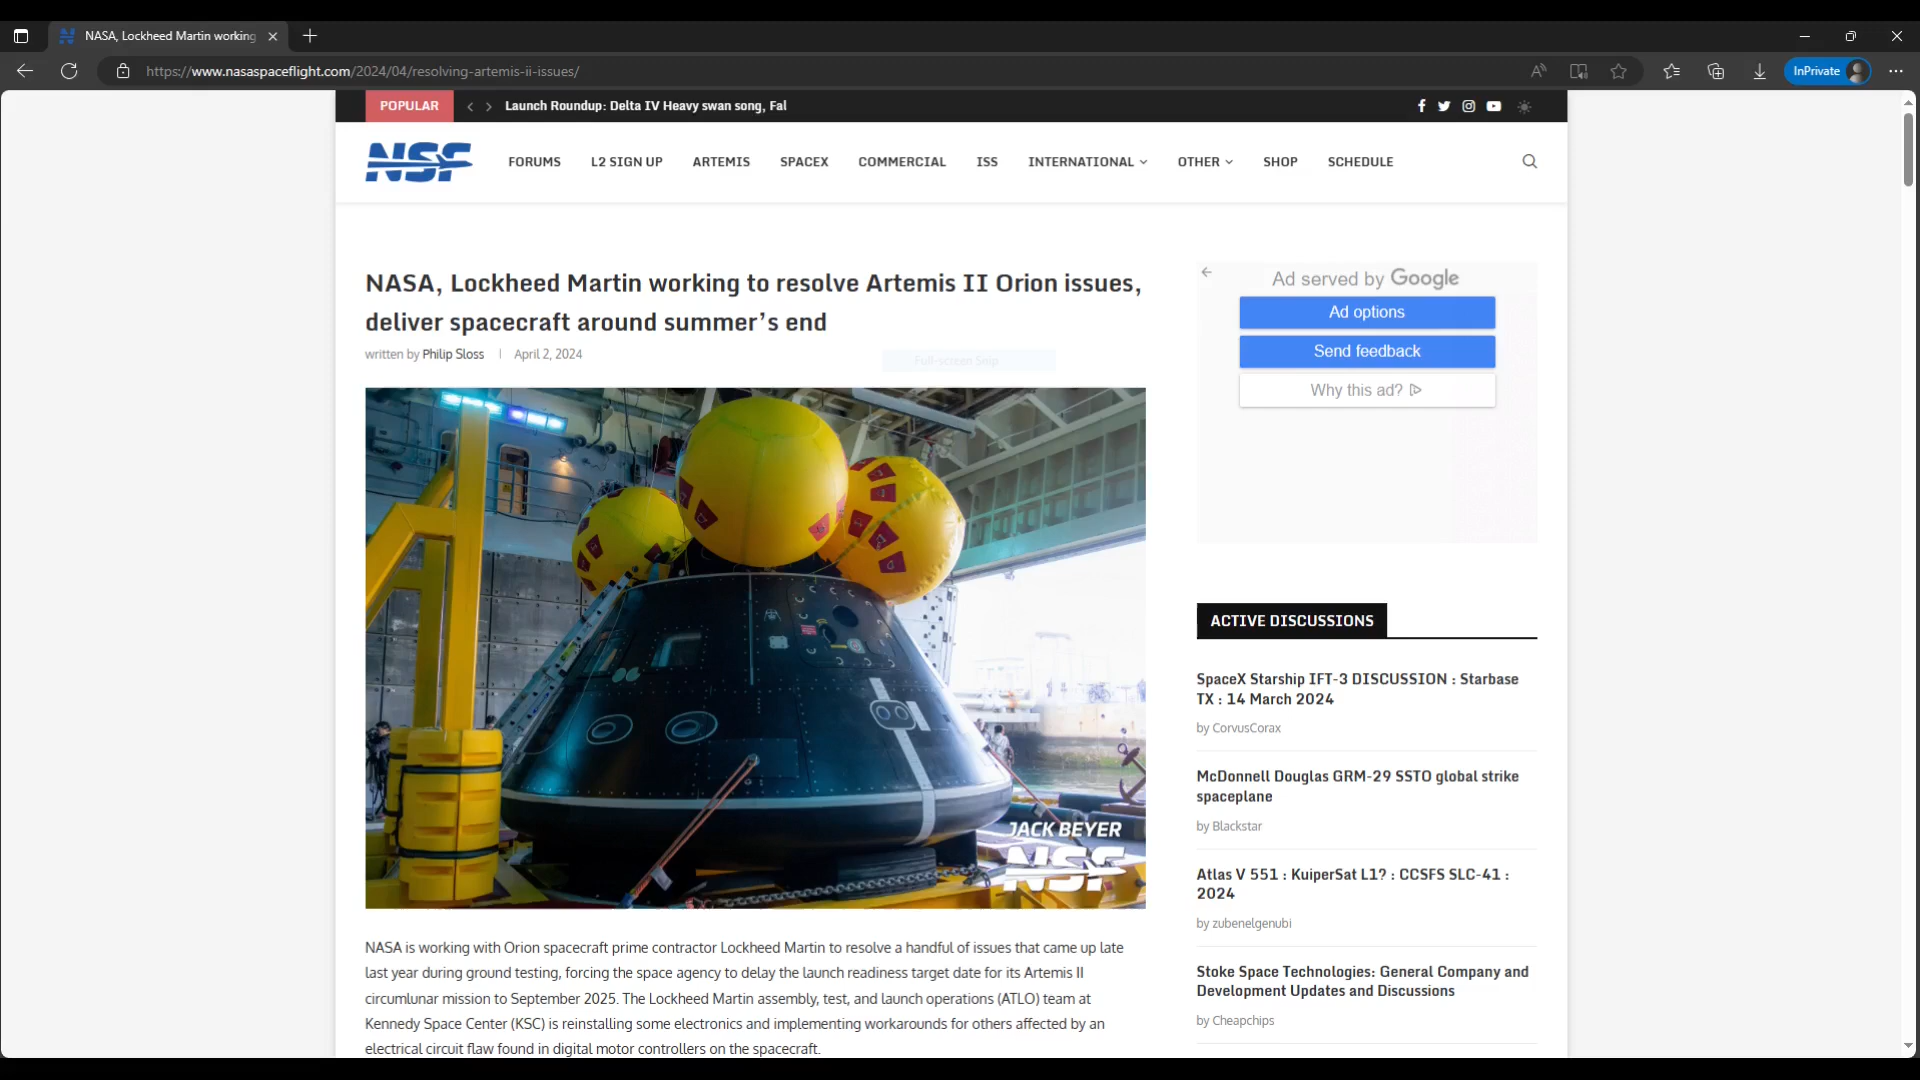 NASA, Lockheed Martin working
https://www.nasaspaceflight.com/2024/04/resolving-artemis-ii-issues/
InPrivate
POPULAR
Launch Roundup: Delta IV Heavy swan song, Fal
NSF
FORUMS
L2 SIGN UP
ARTEMIS
SPACEX
COMMERCIAL
ISS
INTERNATIONAL
OTHER
SHOP
SCHEDULE
NASA, Lockheed Martin working to resolve Artemis II Orion issues,
deliver spacecraft around summer’s end
written by Philip Sloss | April 2, 2024
Full-screen Snip
JACK BEYER
NSF
NASA is working with Orion spacecraft prime contractor Lockheed Martin to resolve a handful of issues that came up late
last year during ground testing, forcing the space agency to delay the launch readiness target date for its Artemis II
circumlunar mission to September 2025. The Lockheed Martin assembly, test, and launch operations (ATLO) team at
Kennedy Space Center (KSC) is reinstalling some electronics and implementing workarounds for others affected by an
electrical circuit flaw found in digital motor controllers on the spacecraft.
Ad served by Google
Ad options
Send feedback
Why this ad?
ACTIVE DISCUSSIONS
SpaceX Starship IFT-3 DISCUSSION : Starbase
TX : 14 March 2024
by CorvusCorax
McDonnell Douglas GRM-29 SSTO global strike
spaceplane
by Blackstar
Atlas V 551 : KuiperSat L1? : CCSFS SLC-41 :
2024
by zubenelgenubi
Stoke Space Technologies: General Company and
Development Updates and Discussions
by Cheapchips